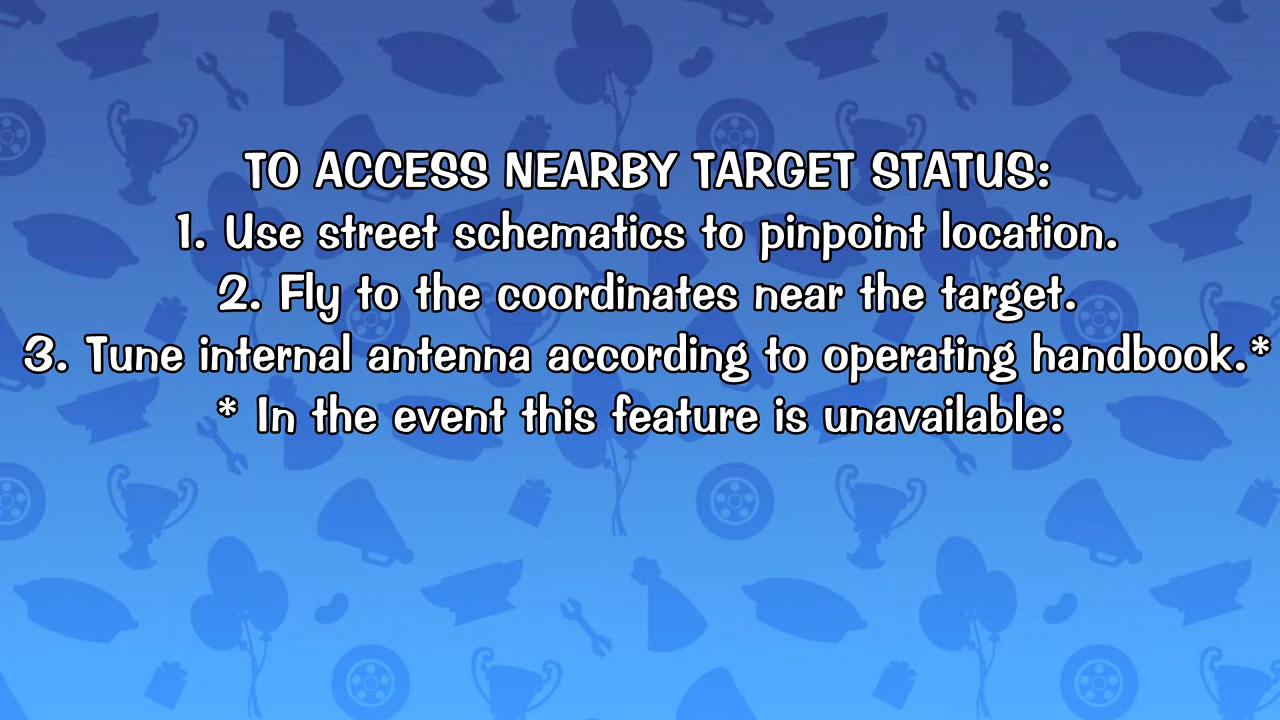 TO ACCESS NEARBY TARGET STATUS:
1. Use street schematics to pinpoint location.
2. Fly to the coordinates near the target.
3. Tune internal antenna according to operating handbook.*
* In the event this feature is unavailable: